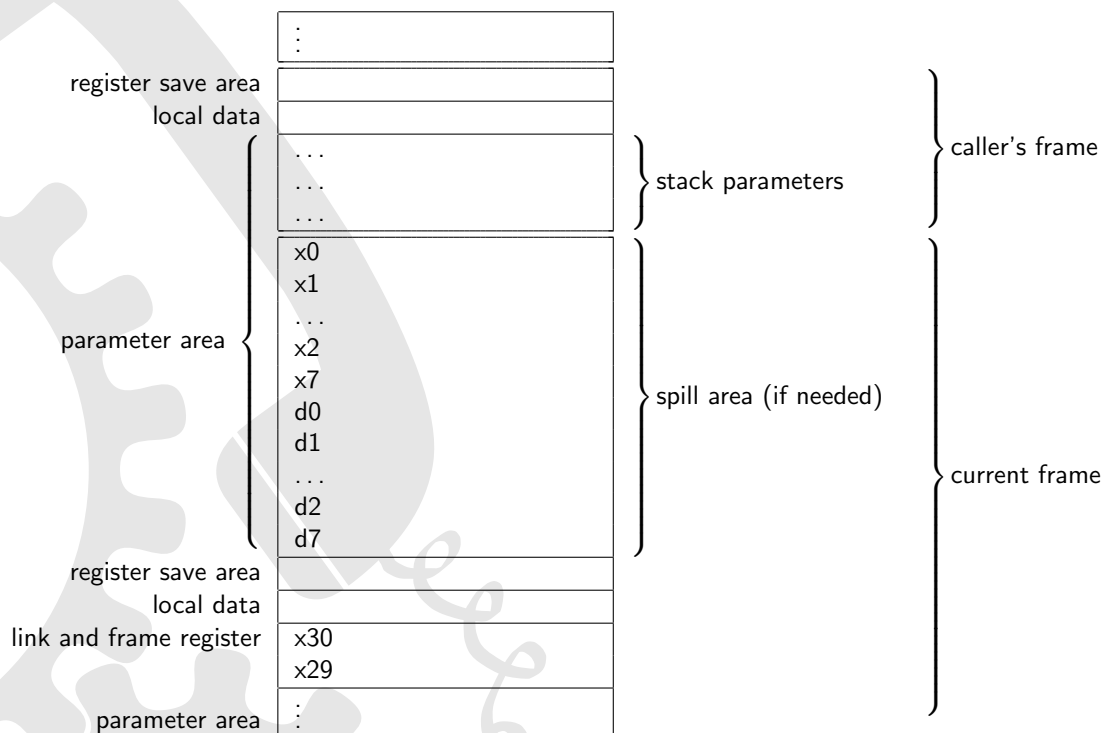 ⋮
register save area
local data
...
...
...
stack parameters
caller's frame
x0
x1
...
x2
x7
d0
d1
...
d2
d7
parameter area
spill area (if needed)
current frame
register save area
local data
link and frame register x30
x29
parameter area ⋮